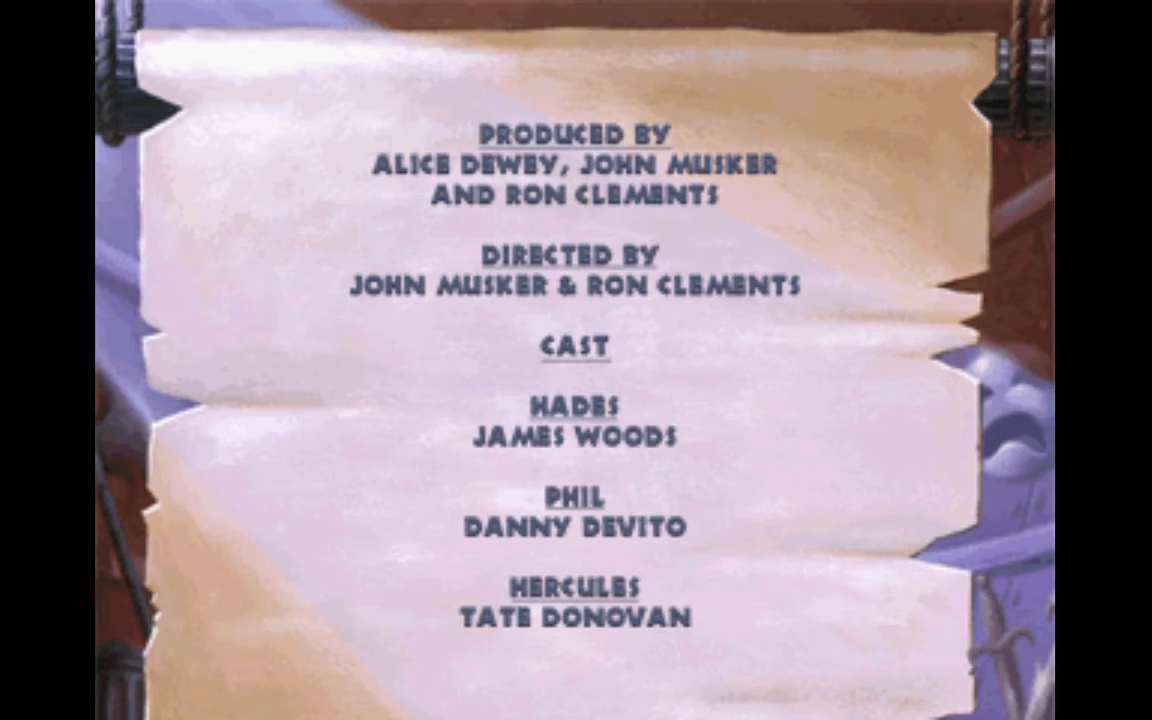 PRODUCED BY
ALICE DEWEY, JOHN MUSKER
AND RON CLEMENTS
DIRECTED BY
JOHN MUSKER & RON CLEMENTS
CAST
HADES
JAMES WOODS
PHIL
DANNY DEVITO
HERCULES
TATE DONOVAN